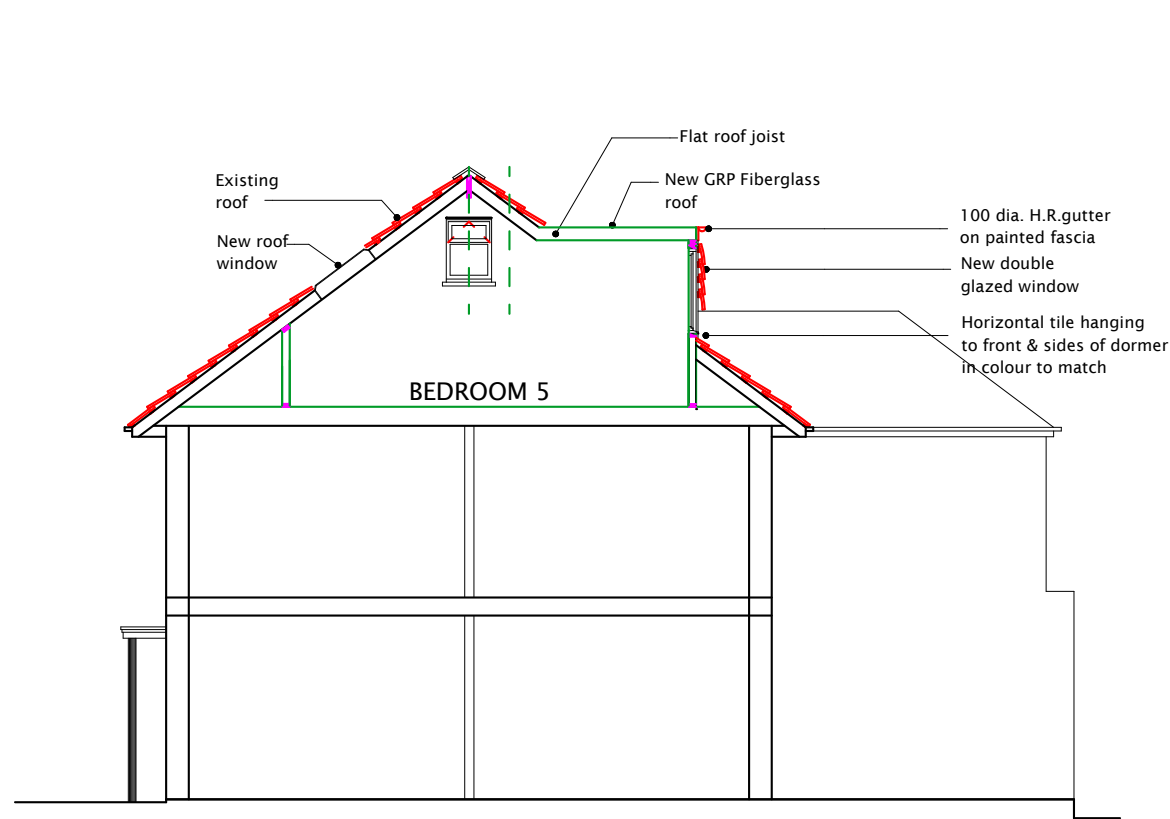 Flat roof joist
Existing
roof
New GRP Fiberglass
roof
100 dia. H.R.gutter
on painted fascia
New roof
window
New double
glazed window
Horizontal tile hanging
to front & sides of dormer
in colour to match
BEDROOM 5